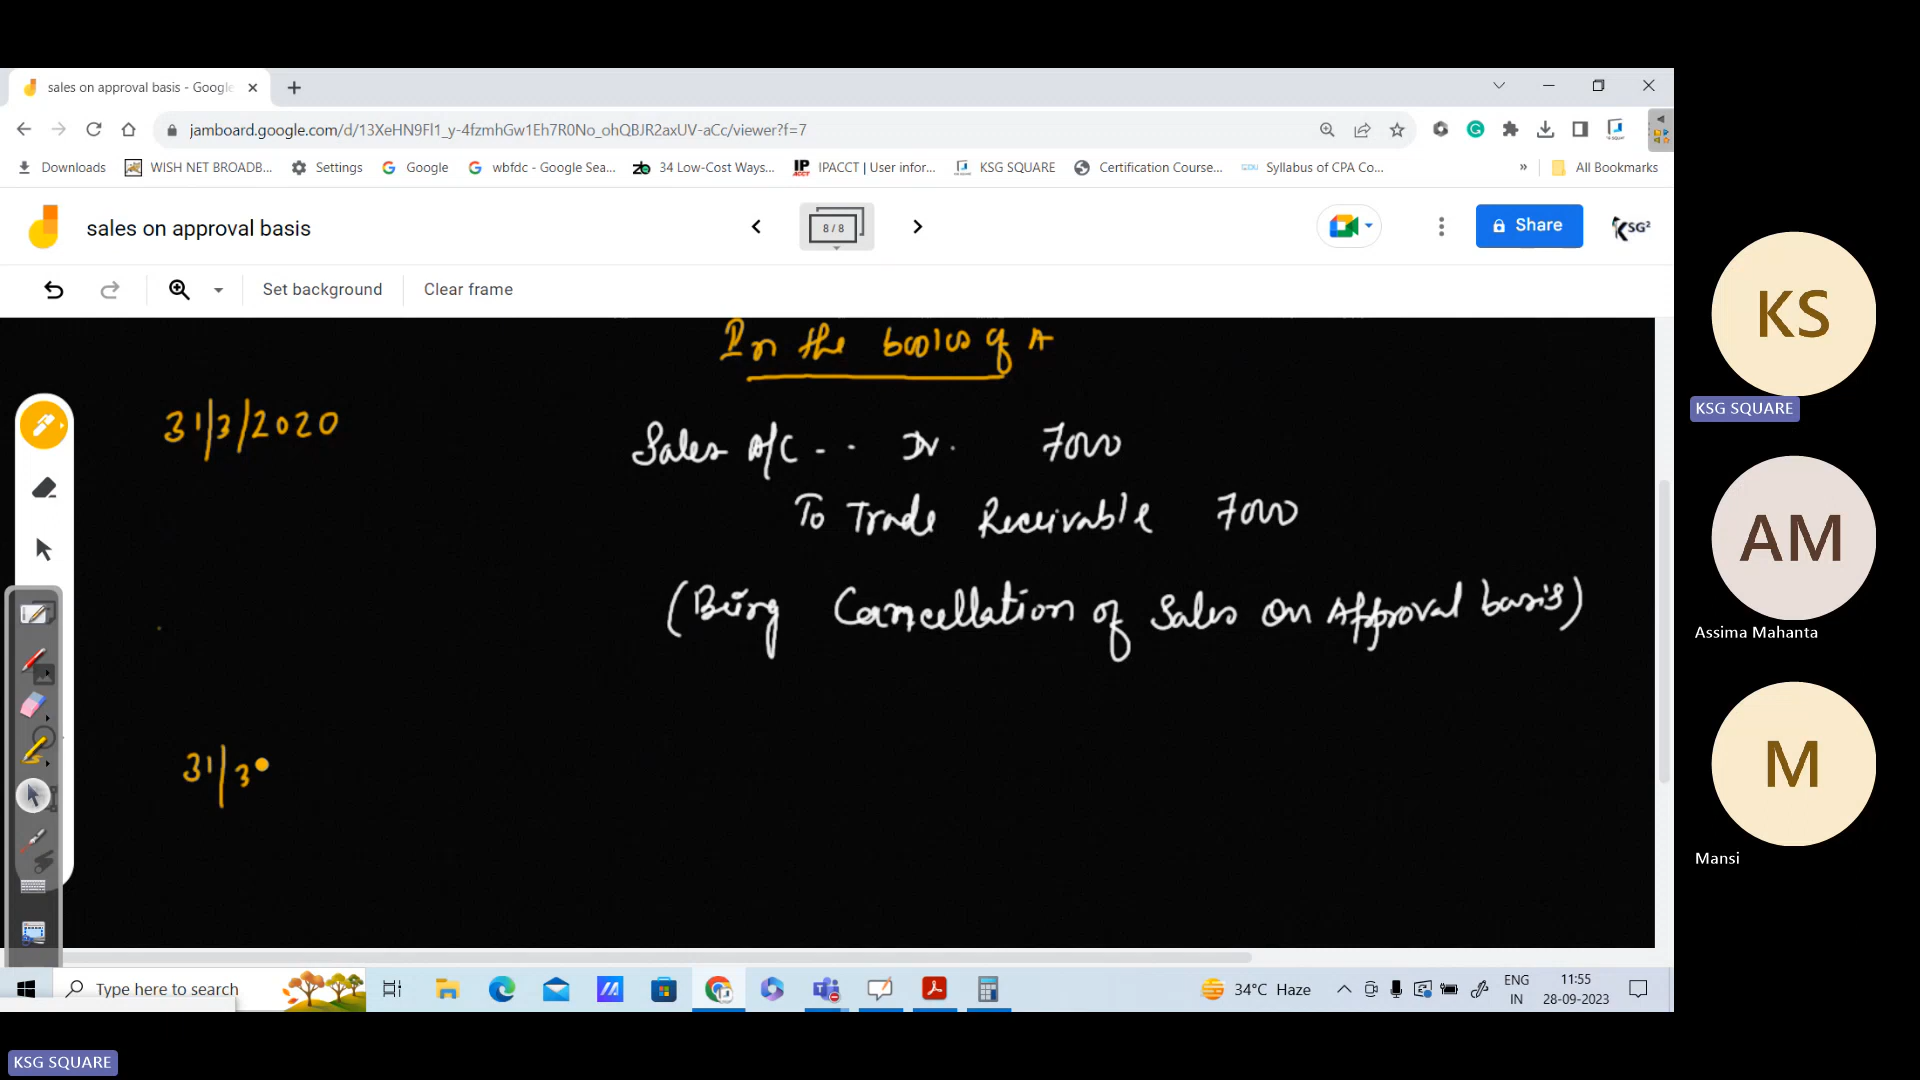 sales on approval basis - Google
jamboard.google.com/d/13XeHN9Fl1_y-4fzmhGw1Eh7R0No_ohQBJR2axUV-aCc/viewer?f=7
Downloads WISH NET BROADB... Settings Google wbfdc - Google Sea... 34 Low-Cost Ways... IPACCT | User infor... KSG SQUARE Certification Course... Syllabus of CPA Co... » All Bookmarks
sales on approval basis
8 / 8
Share
KSG²
Set background Clear frame
In the books of A
31/3/2020
Sales A/C - - Dr. 7000
To Trade Receivable 7000
(Being Cancellation of Sales on Approval basis)
31/3
Type here to search
34°C Haze
ENG
IN
11:55
28-09-2023
KS
KSG SQUARE
AM
Assima Mahanta
M
Mansi
KSG SQUARE